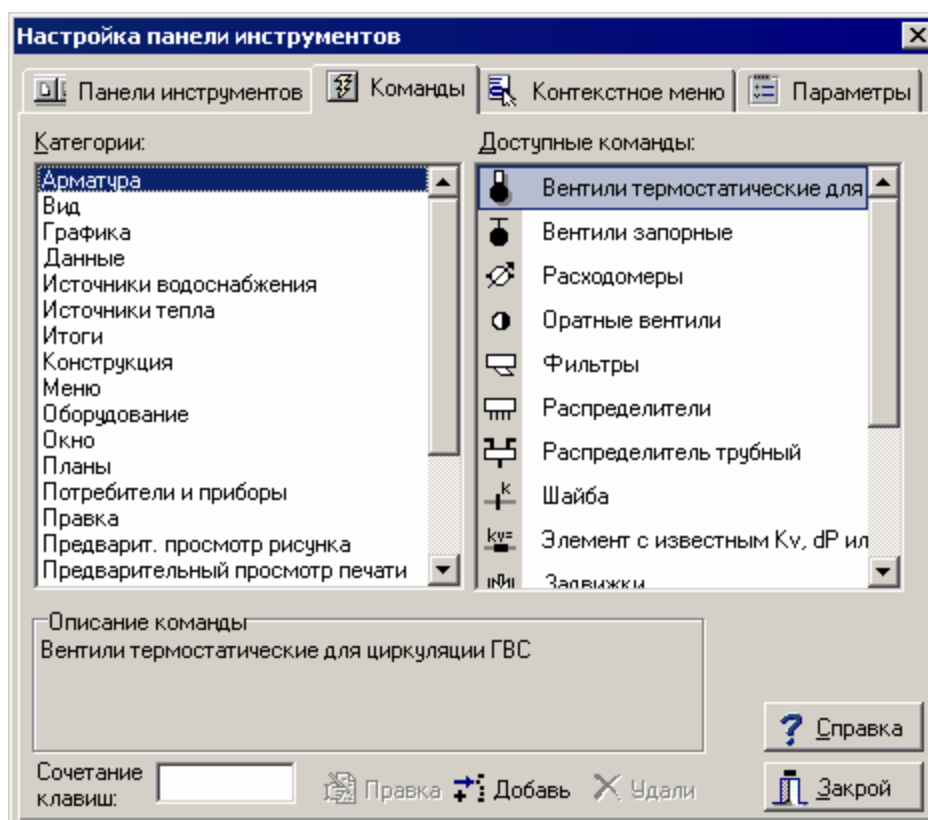 Настройка панели инструментов
Панели инструментов
Команды
Контекстное меню
Параметры
Категории:
Арматура
Вид
Графика
Данные
Источники водоснабжения
Источники тепла
Итоги
Конструкция
Меню
Оборудование
Окно
Планы
Потребители и приборы
Правка
Предварит. просмотр рисунка
Предварительный просмотр печати
Доступные команды:
Вентили термостатические для
Вентили запорные
Расходомеры
Оратные вентили
Фильтры
Распределители
Распределитель трубный
k Шайба
kv= Элемент с известным Kv, dP ил
Задвижки
Описание команды
Вентили термостатические для циркуляции ГВС
Справка
Сочетание
клавиш:
Правка
Добавь
Удали
Закрой